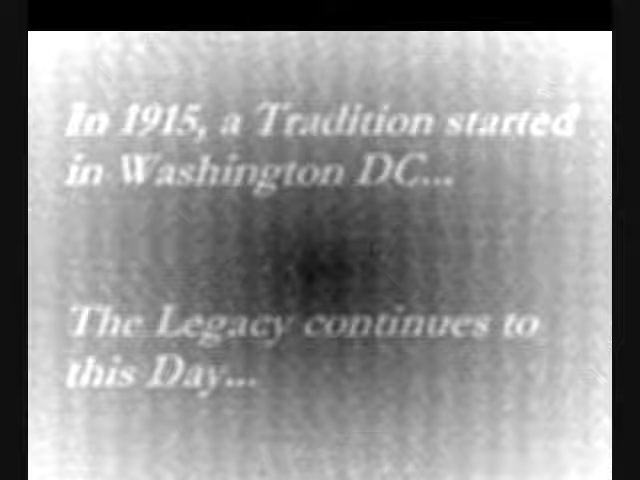 In 1915, a Tradition started
in Washington DC...
The Legacy continues to
this Day...